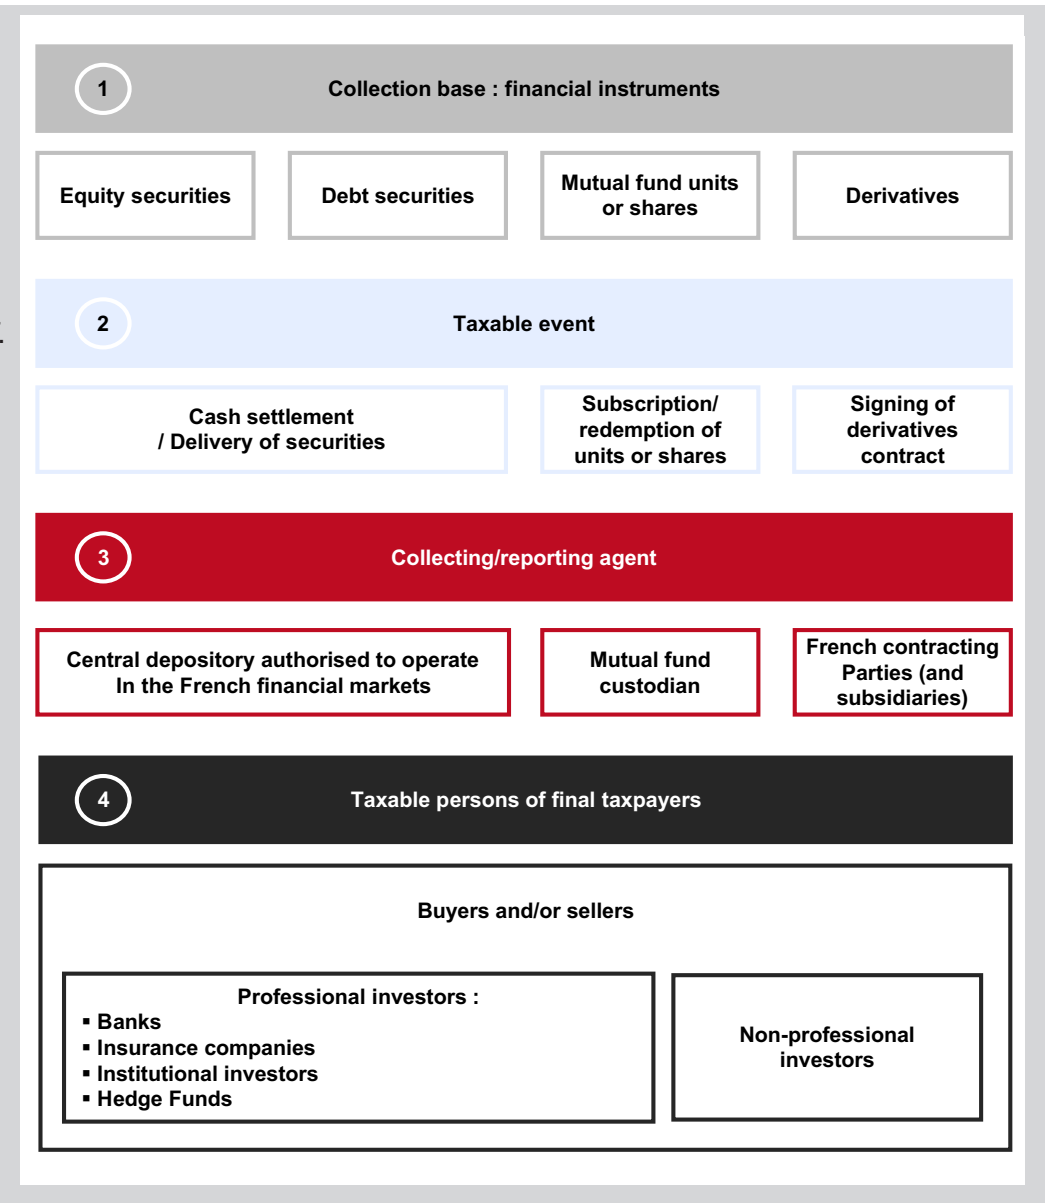 1
Collection base : financial instruments
Equity securities
Debt securities
Mutual fund units
or shares
Derivatives
2
Taxable event
Cash settlement
/ Delivery of securities
Subscription/
redemption of
units or shares
Signing of
derivatives
contract
3
Collecting/reporting agent
Central depository authorised to operate
In the French financial markets
Mutual fund
custodian
French contracting
Parties (and
subsidiaries)
4
Taxable persons of final taxpayers
Buyers and/or sellers
Professional investors :
▪ Banks
▪ Insurance companies
▪ Institutional investors
▪ Hedge Funds
Non-professional
investors